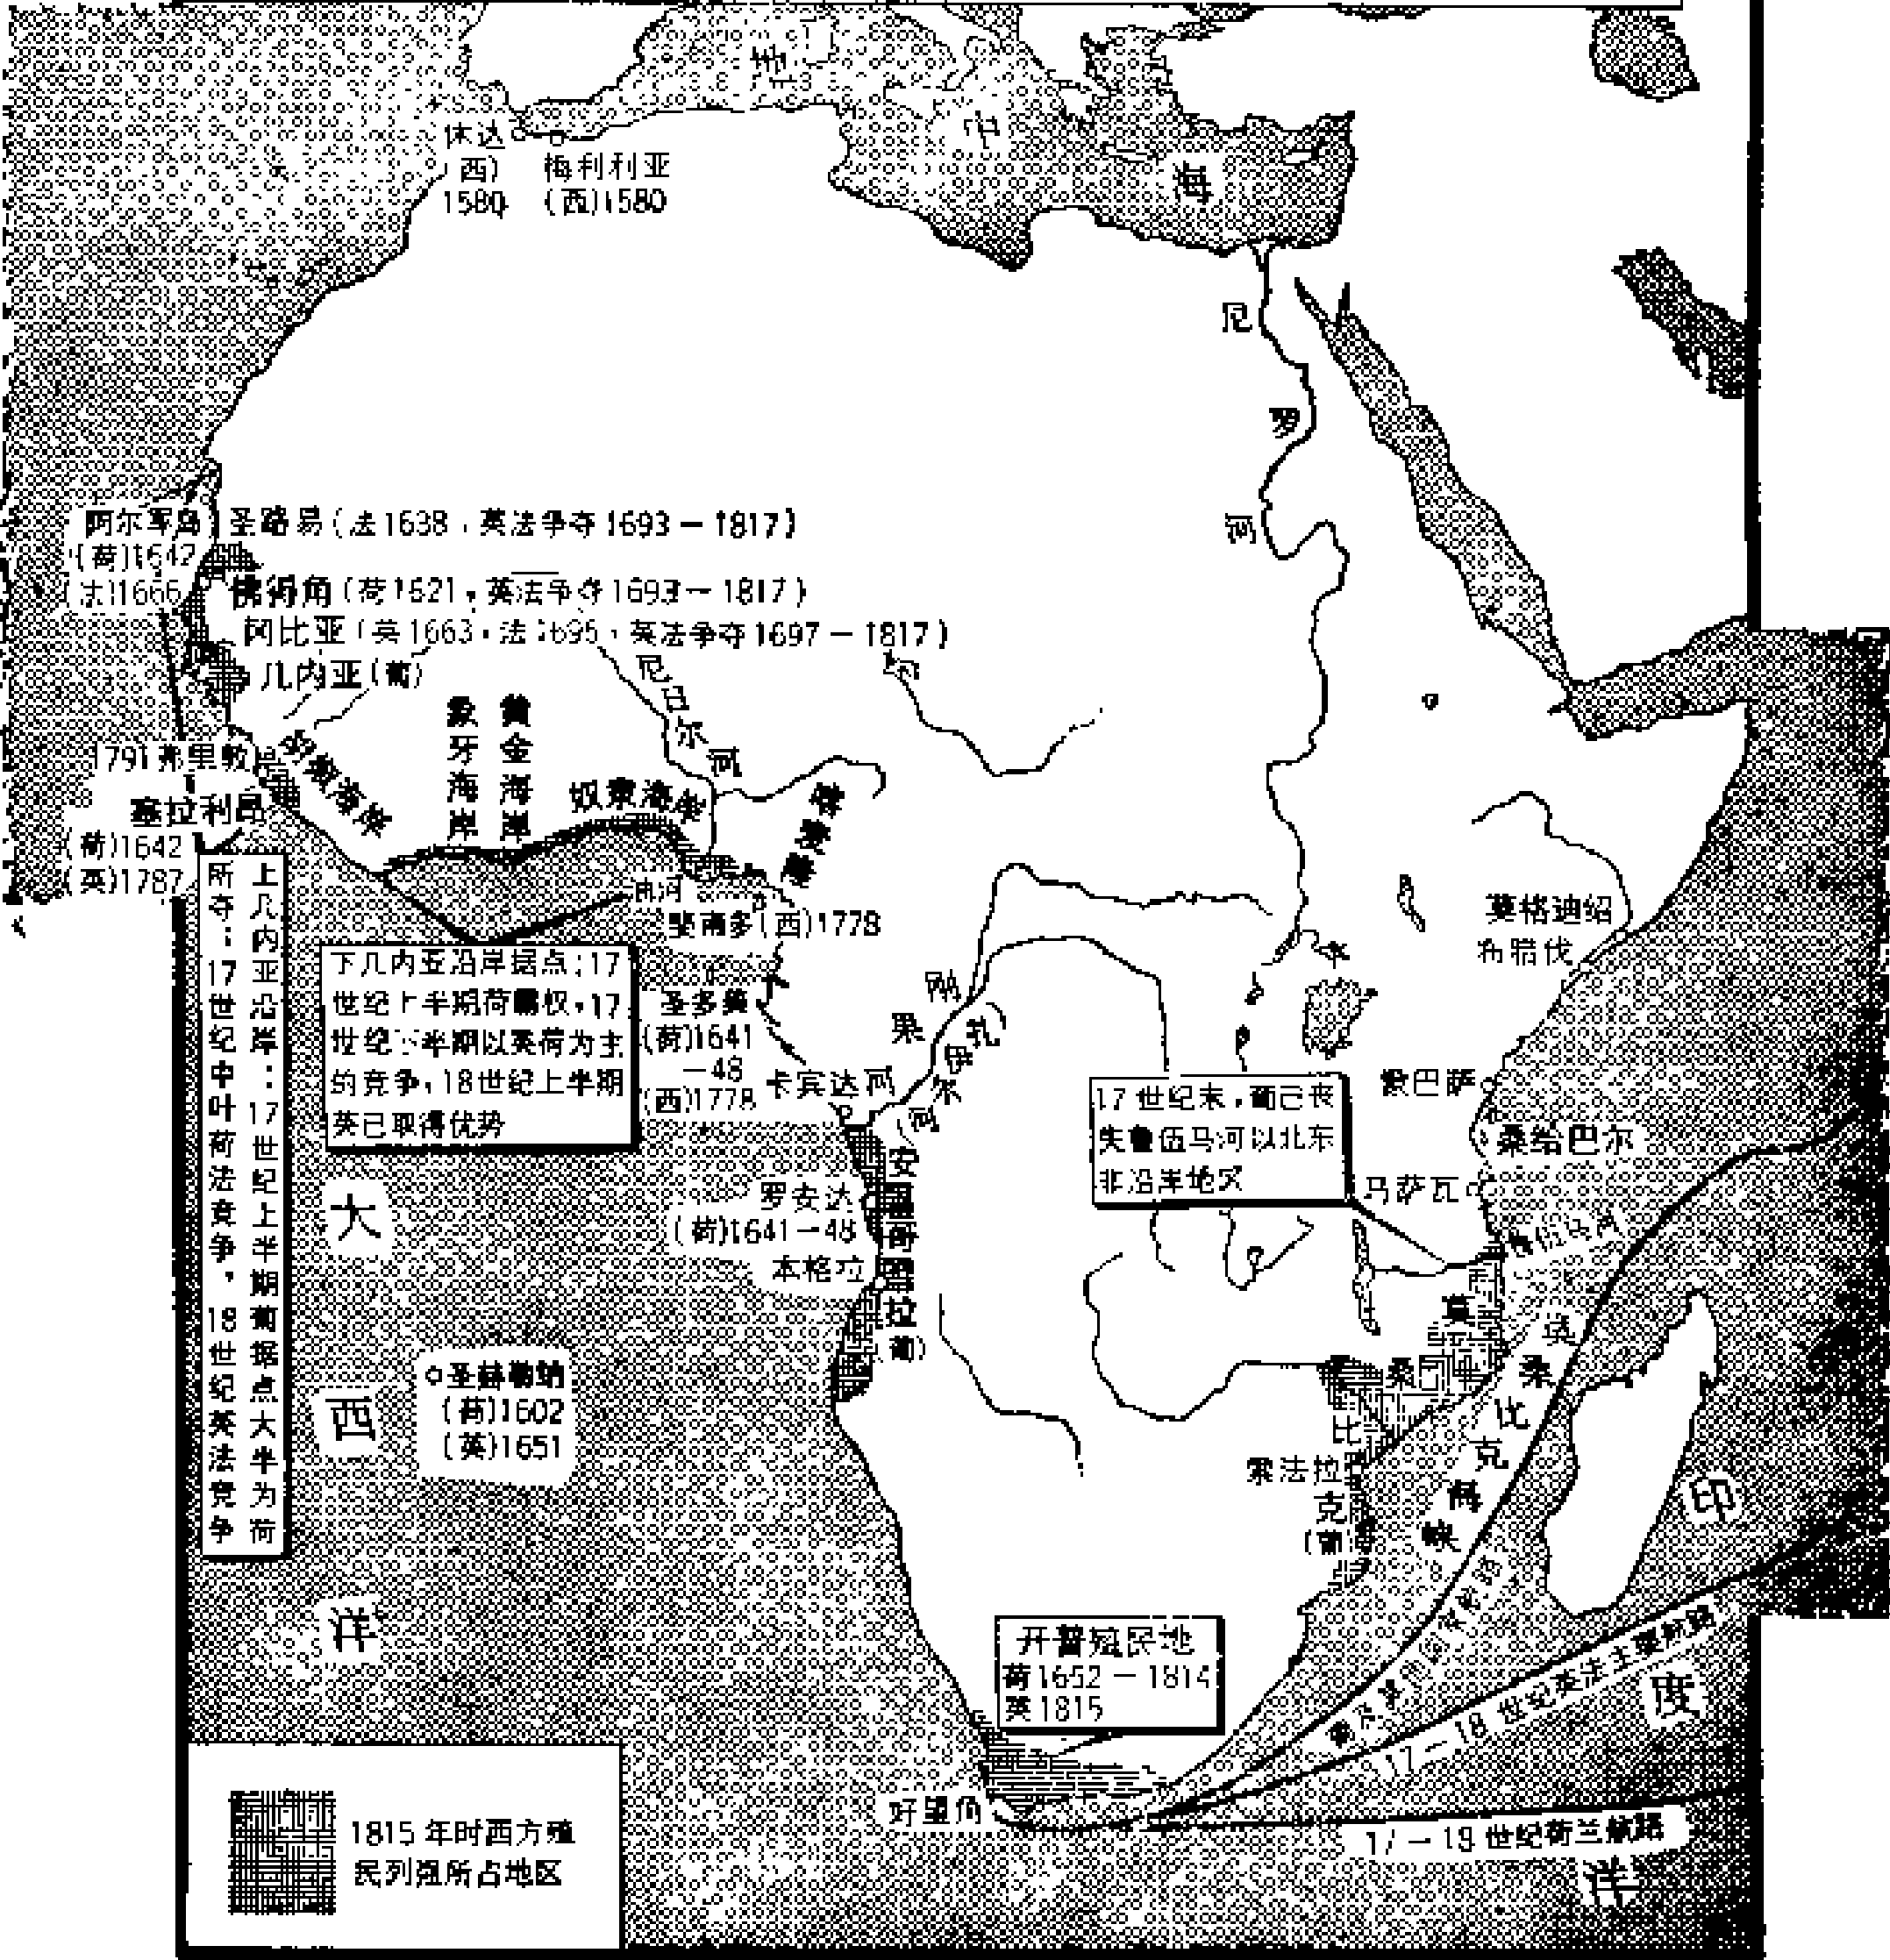 中
海
休达
(西)
1580
梅利利亚
(西)1580
尼
罗
河
(荷)1642
(法)1666
圣路易(法1638，英法争夺1693－1817)
佛得角(荷1621，英法争夺1693－1817)
冈比亚(英1663，法1695，英法争夺1697－1817)
几内亚(葡)
尼日尔河
象牙海岸
黄金海岸
奴隶海岸
1791弗里敦
塞拉利昂
(荷)1642
(英)1787
上几内亚沿岸：17世纪上半期葡据点大半为荷
所夺；17世纪中叶荷法竞争，18世纪英法竞争
下几内亚沿岸据点；17
世纪上半期荷霸权，17
世纪下半期以英荷为主
的竞争，18世纪上半期
英已取得优势
斐南多(西)1778
圣多美
(荷)1641
－48
(西)1778
卡宾达
刚
果
河
(扎伊尔河)
莫格迪绍
布腊伐
17世纪末，葡已丧
失鲁伍马河以北东
非沿岸地区
蒙巴萨
桑给巴尔
马萨瓦
鲁伍马河
罗安达
(荷)1641－48
本格拉
安哥拉
(葡)
大
西
洋
圣赫勒纳
(荷)1602
(英)1651
莫
桑
比
克
(葡
索法拉
莫桑比克海峡
印
度
洋
开普殖民地
荷1652－1814
英1815
好望角
17－18世纪英法主要航路
17－18世纪荷兰航路
1815年时西方殖
民列强所占地区